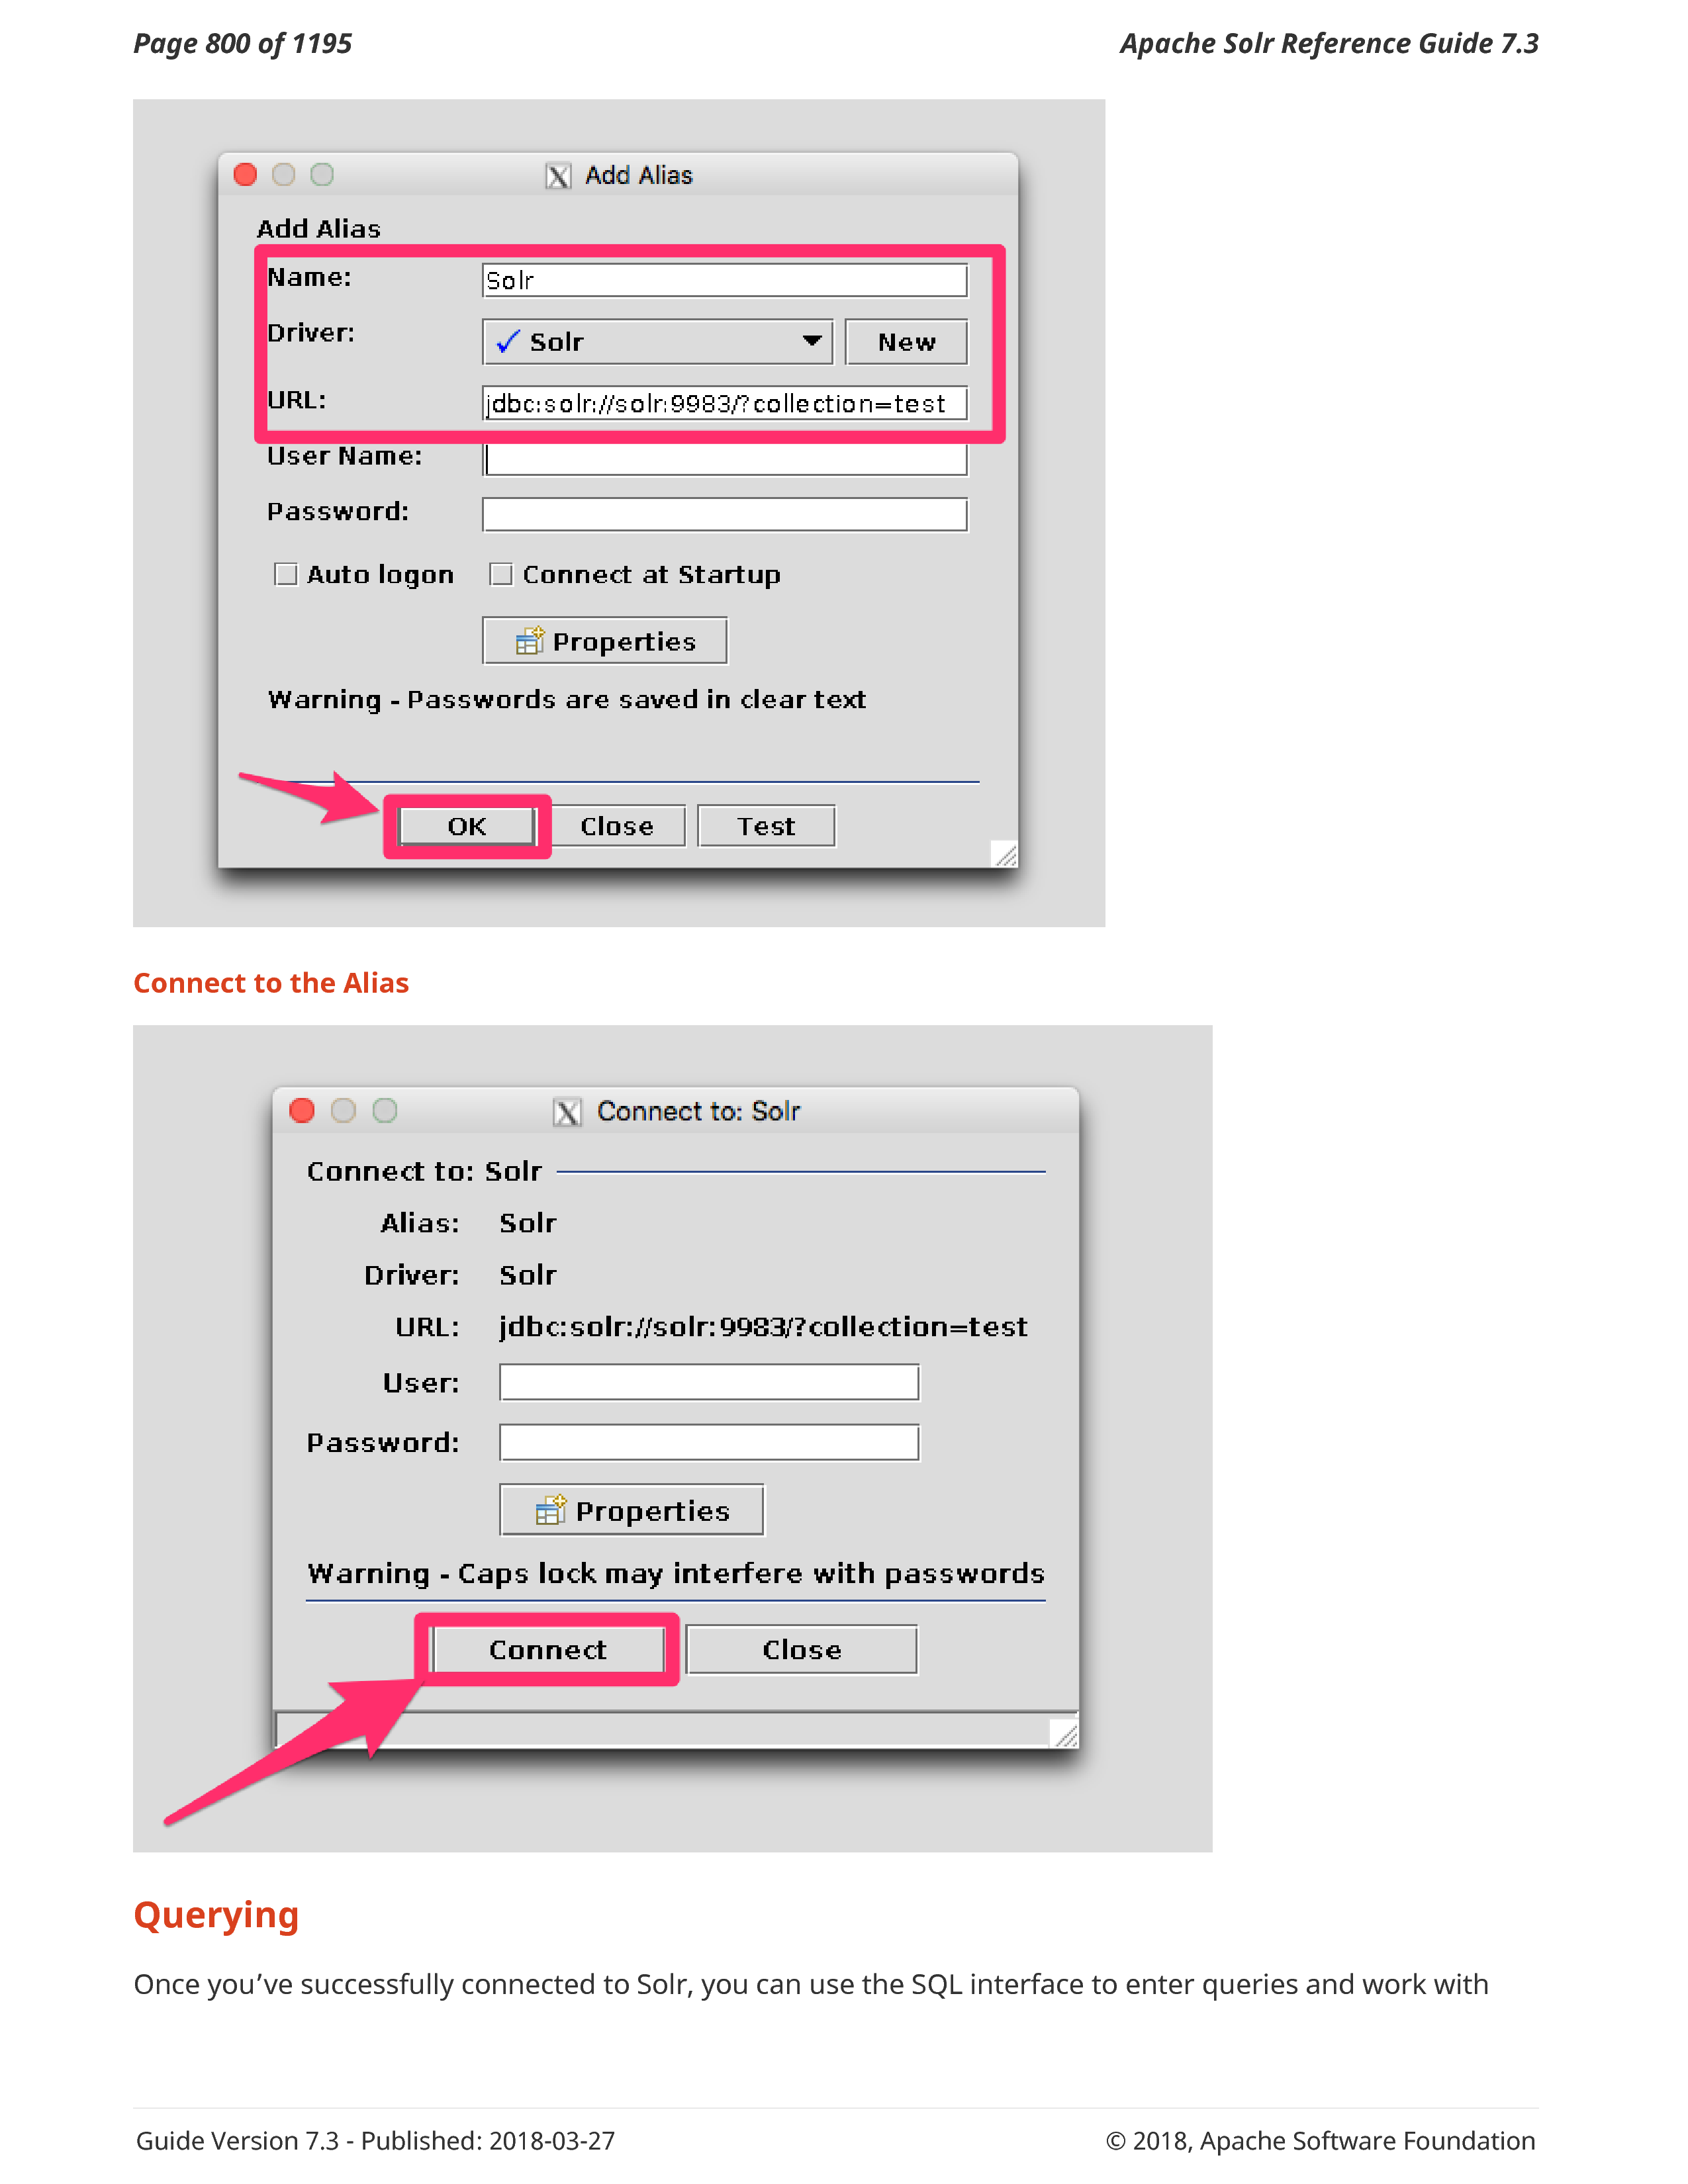 Page 800 of 1195
Apache Solr Reference Guide 7.3
Add Alias
Add Alias
Name: Solr
Driver: Solr New
URL: jdbc:solr://solr:9983/?collection=test
User Name:
Password:
Auto logon Connect at Startup
Properties
Warning - Passwords are saved in clear text
OK Close Test
Connect to the Alias
Connect to: Solr
Connect to: Solr
Alias: Solr
Driver: Solr
URL: jdbc:solr://solr:9983/?collection=test
User:
Password:
Properties
Warning - Caps lock may interfere with passwords
Connect Close
Querying
Once you’ve successfully connected to Solr, you can use the SQL interface to enter queries and work with
Guide Version 7.3 - Published: 2018-03-27
© 2018, Apache Software Foundation